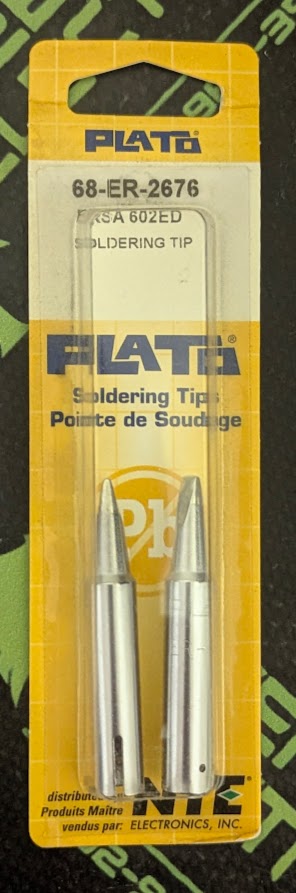 PLATO®
68-ER-2676
ERSA 602ED
SOLDERING TIP
PLATO®
Soldering Tips
Pointe de Soudage
Pb
distributed
Produits Maître NTE
vendus par: ELECTRONICS, INC.